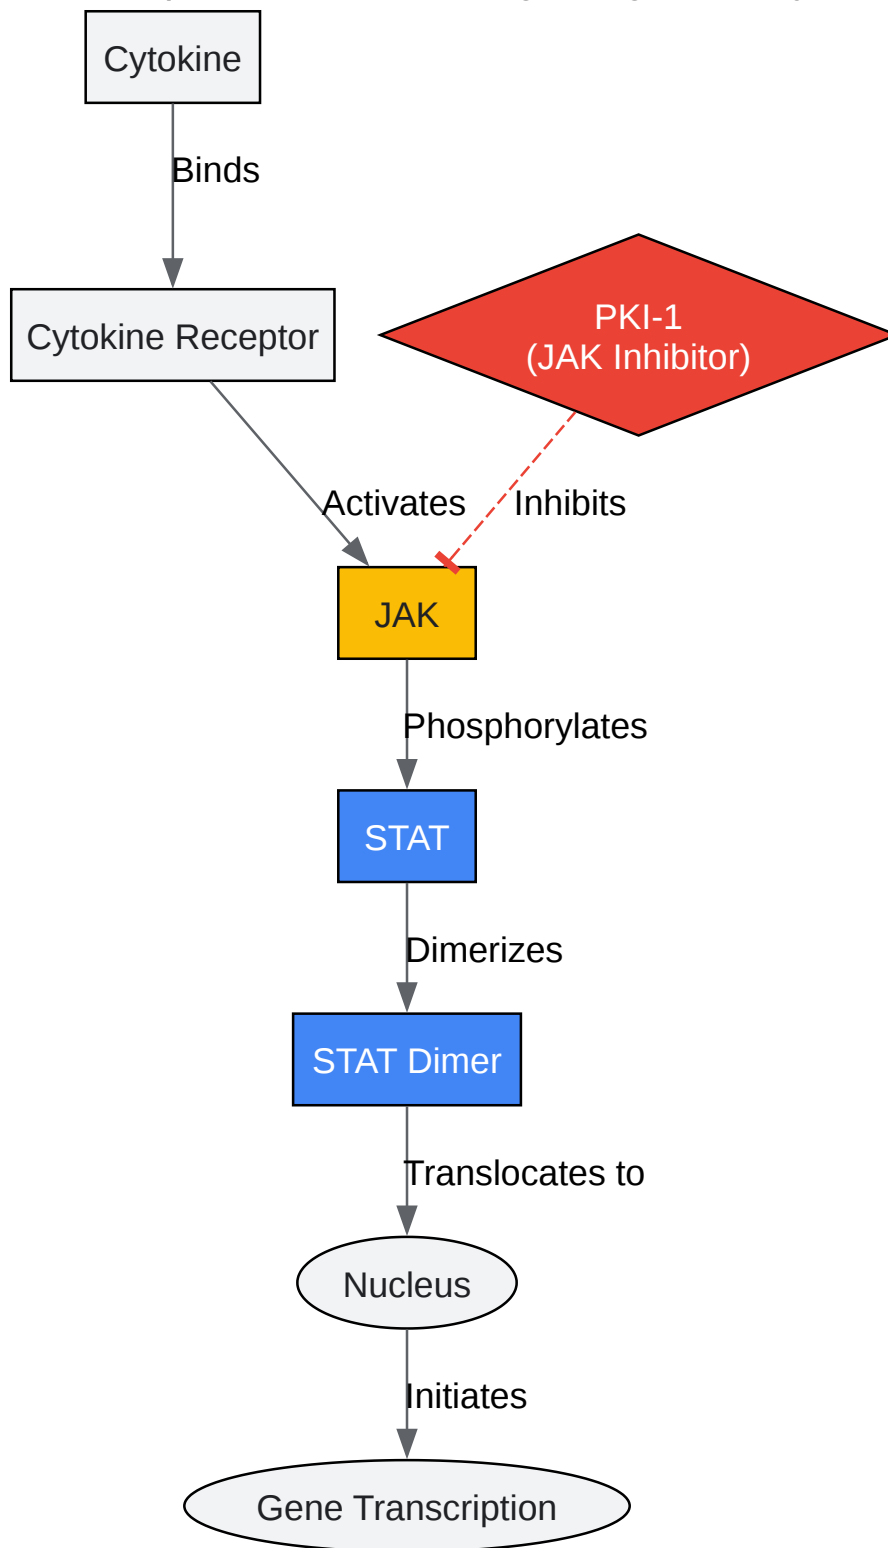 Cytokine
Binds
Cytokine Receptor
PKI-1
(JAK Inhibitor)
Activates
Inhibits
JAK
Phosphorylates
STAT
Dimerizes
STAT Dimer
Translocates to
Nucleus
Initiates
Gene Transcription